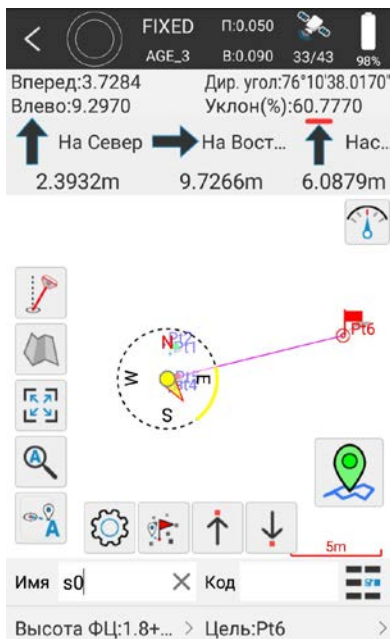 FIXED П:0.050
AGE_3 В:0.090 33/43 98%
Вперед:3.7284 Дир. угол:76°10'38.0170"
Влево:9.2970 Уклон(%):60.7770
На Север На Вост... Нас...
2.3932m 9.7266m 6.0879m
Pt6
N
Pt1
W E
S
A
A
5m
Имя s0 Код
Высота ФЦ:1.8+... > Цель:Pt6 >